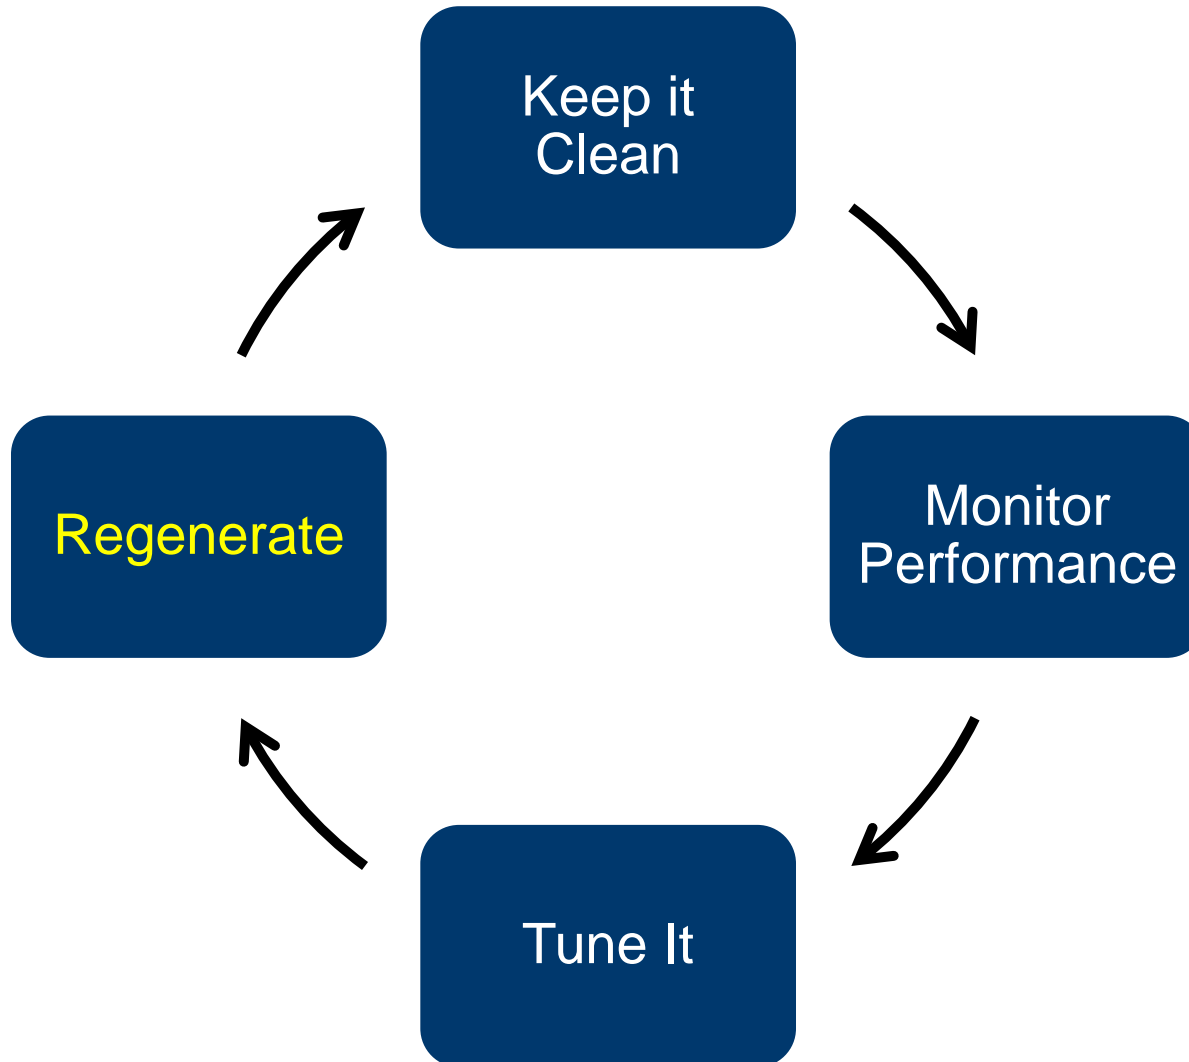 Keep it
Clean
Monitor
Performance
Tune It
Regenerate